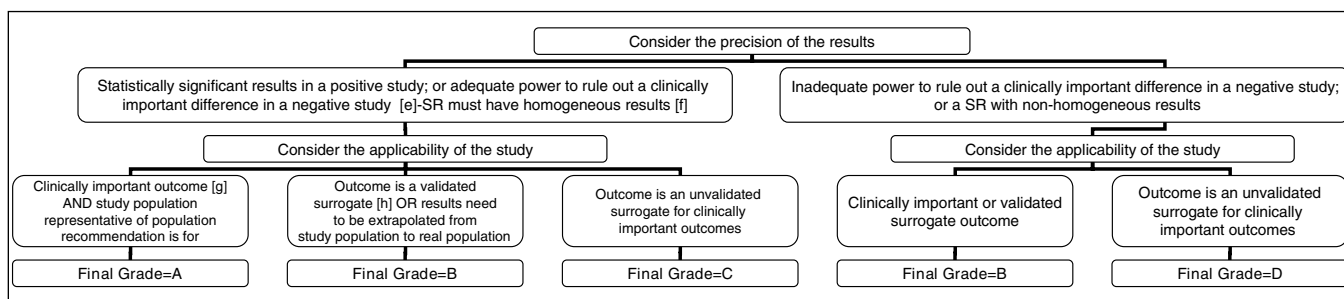 Consider the precision of the results
Statistically significant results in a positive study; or adequate power to rule out a clinically
important difference in a negative study [e]-SR must have homogeneous results [f]
Inadequate power to rule out a clinically important difference in a negative study;
or a SR with non-homogeneous results
Consider the applicability of the study
Consider the applicability of the study
Clinically important outcome [g]
AND study population
representative of population
recommendation is for
Outcome is a validated
surrogate [h] OR results need
to be extrapolated from
study population to real population
Outcome is an unvalidated
surrogate for clinically
important outcomes
Clinically important or validated
surrogate outcome
Outcome is an unvalidated
surrogate for clinically
important outcomes
Final Grade=A
Final Grade=B
Final Grade=C
Final Grade=B
Final Grade=D